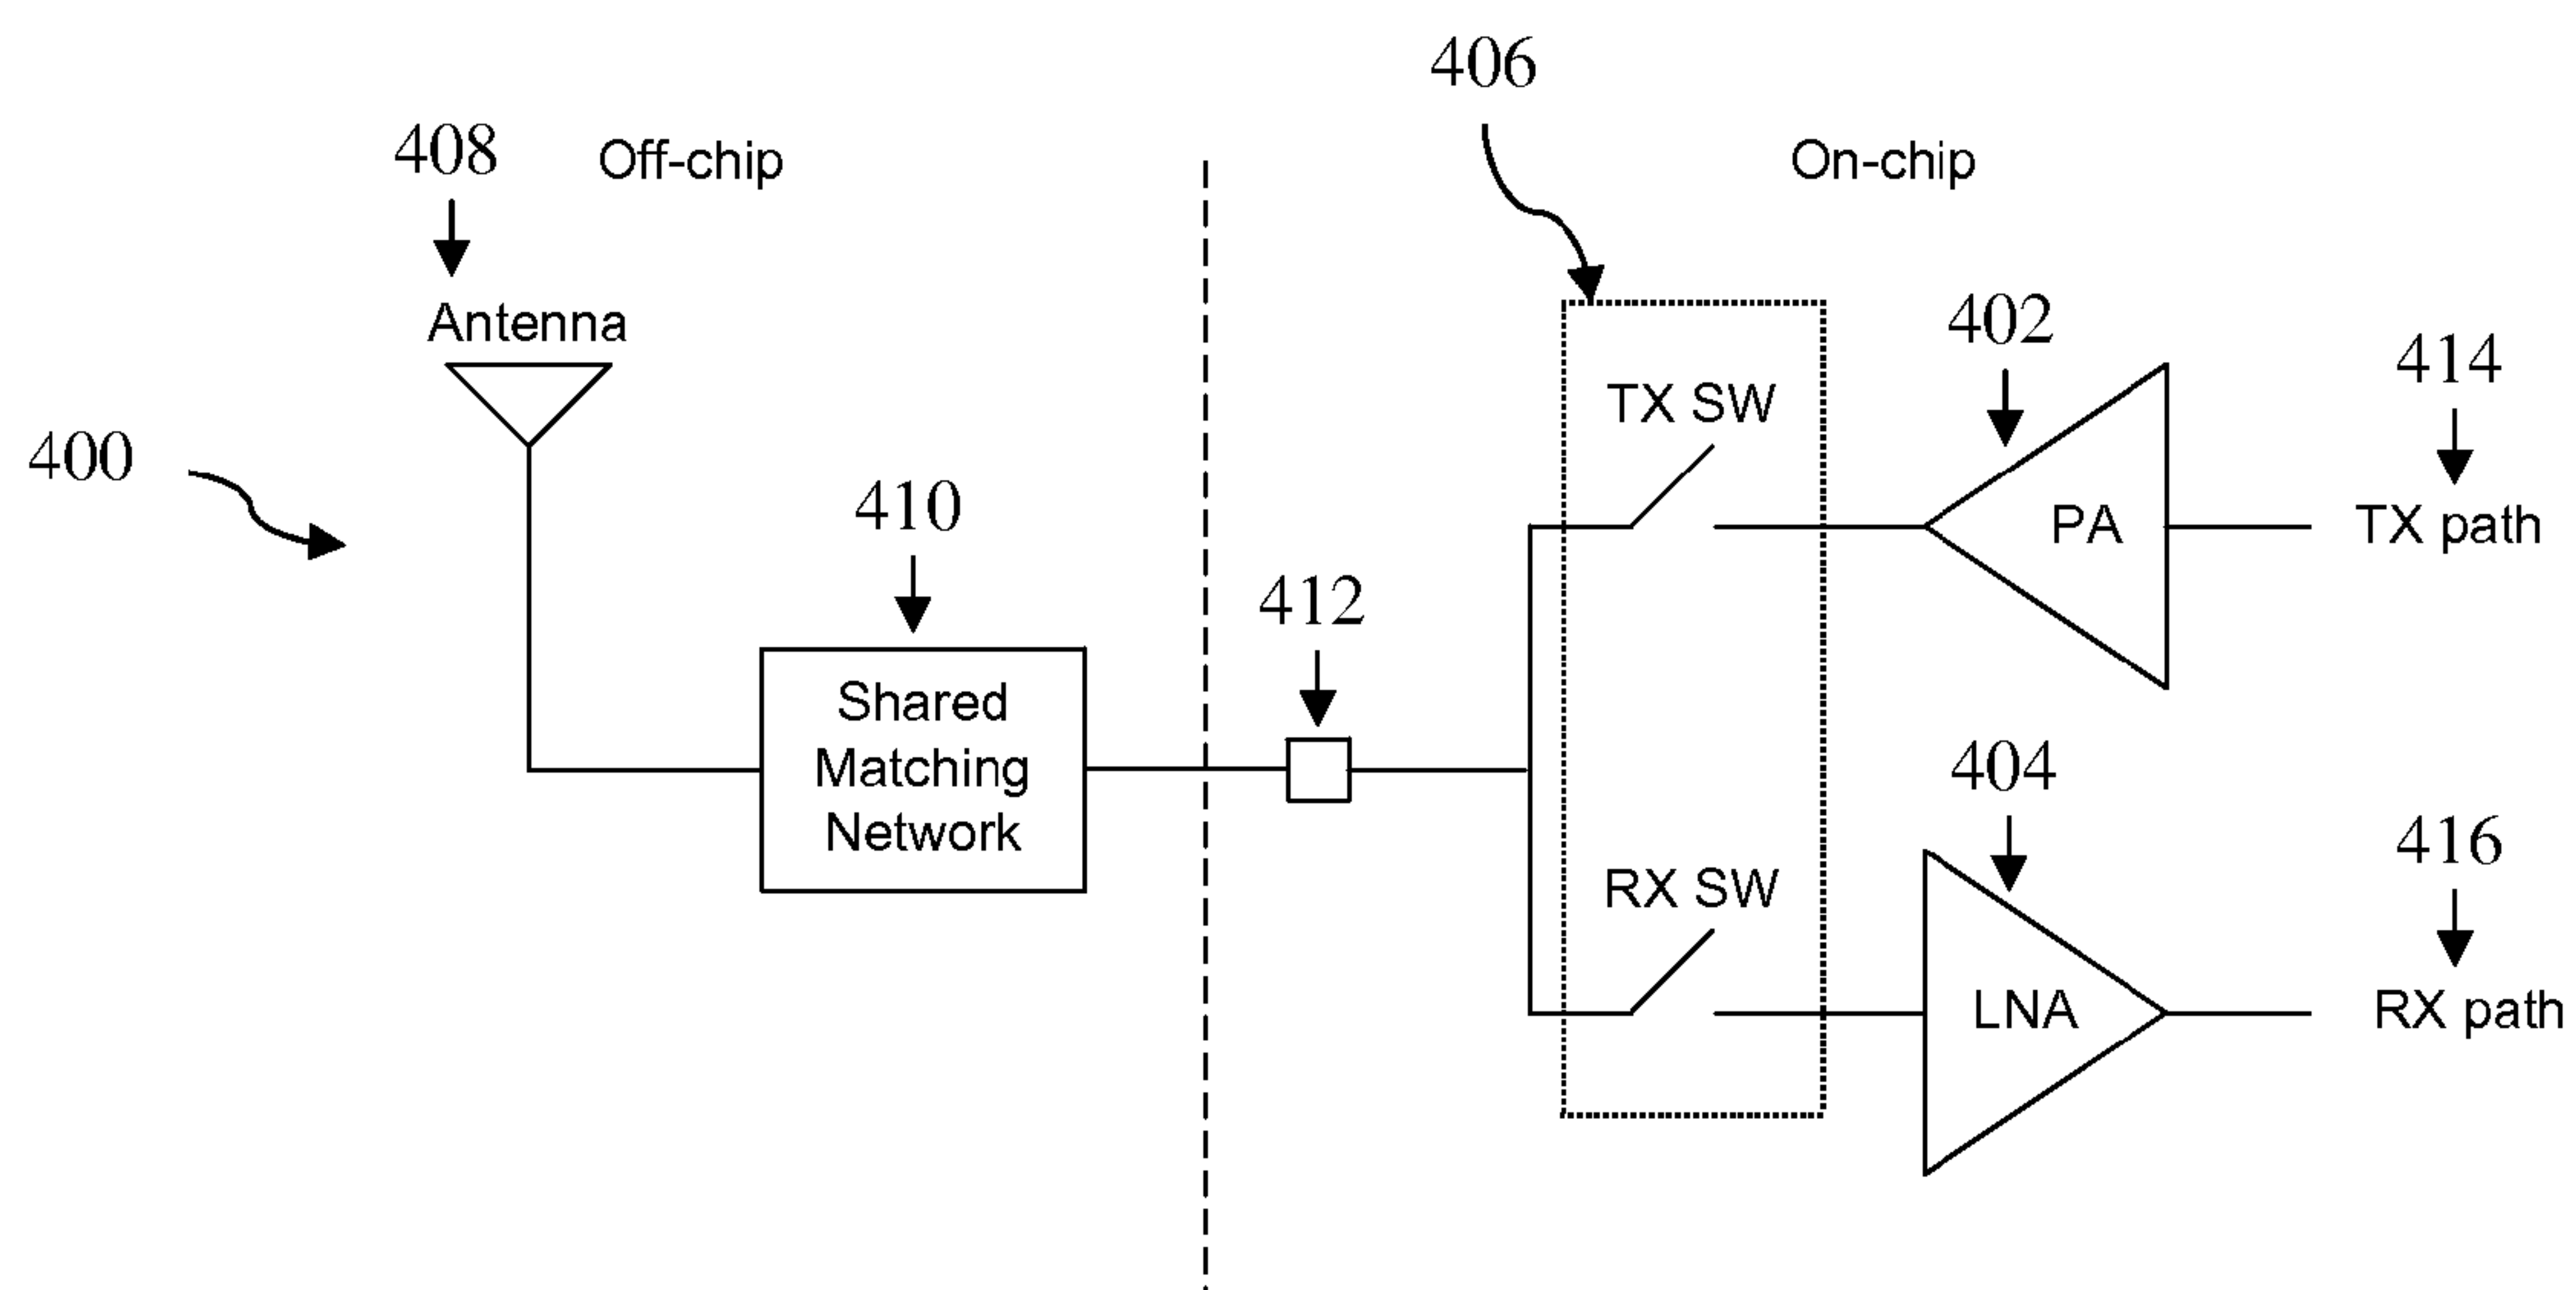 406
408
Off-chip
On-chip
Antenna
402
414
TX SW
400
410
PA
TX path
412
Shared
Matching
Network
404
416
RX SW
LNA
RX path